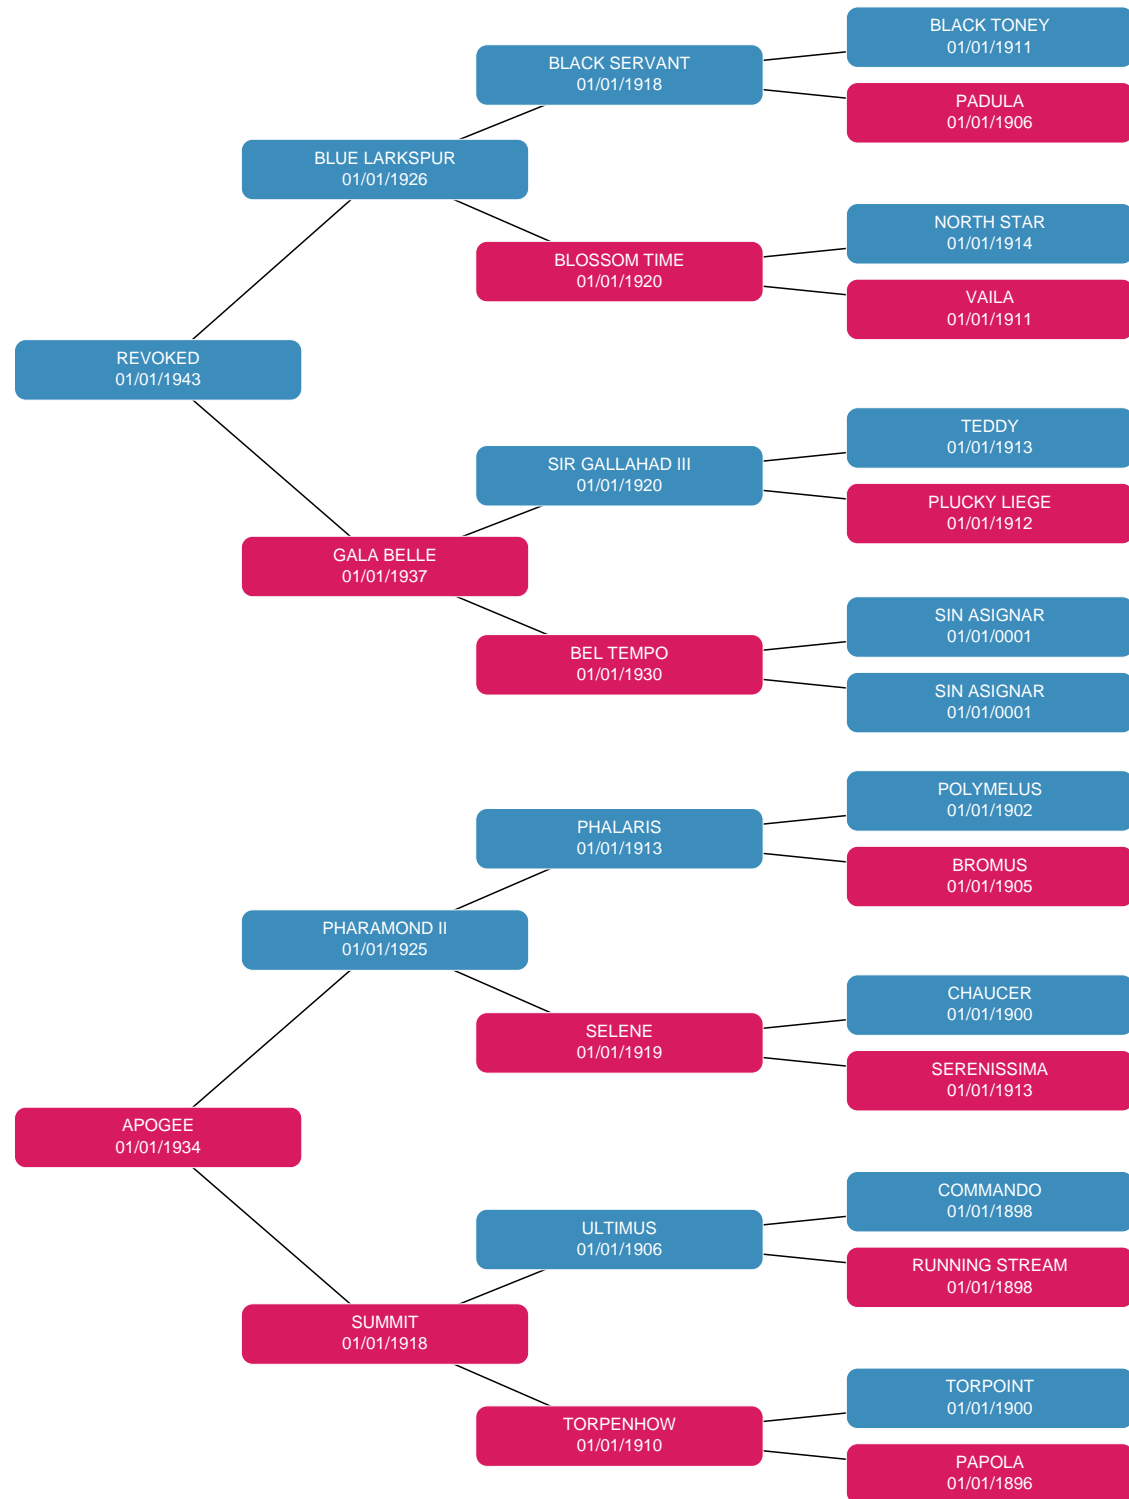 BLACK TONEY
01/01/1911
BLACK SERVANT
01/01/1918
PADULA
01/01/1906
BLUE LARKSPUR
01/01/1926
NORTH STAR
01/01/1914
BLOSSOM TIME
01/01/1920
VAILA
01/01/1911
REVOKED
01/01/1943
TEDDY
01/01/1913
SIR GALLAHAD III
01/01/1920
PLUCKY LIEGE
01/01/1912
GALA BELLE
01/01/1937
SIN ASIGNAR
01/01/0001
BEL TEMPO
01/01/1930
SIN ASIGNAR
01/01/0001
POLYMELUS
01/01/1902
PHALARIS
01/01/1913
BROMUS
01/01/1905
PHARAMOND II
01/01/1925
CHAUCER
01/01/1900
SELENE
01/01/1919
SERENISSIMA
01/01/1913
APOGEE
01/01/1934
COMMANDO
01/01/1898
ULTIMUS
01/01/1906
RUNNING STREAM
01/01/1898
SUMMIT
01/01/1918
TORPOINT
01/01/1900
TORPENHOW
01/01/1910
PAPOLA
01/01/1896